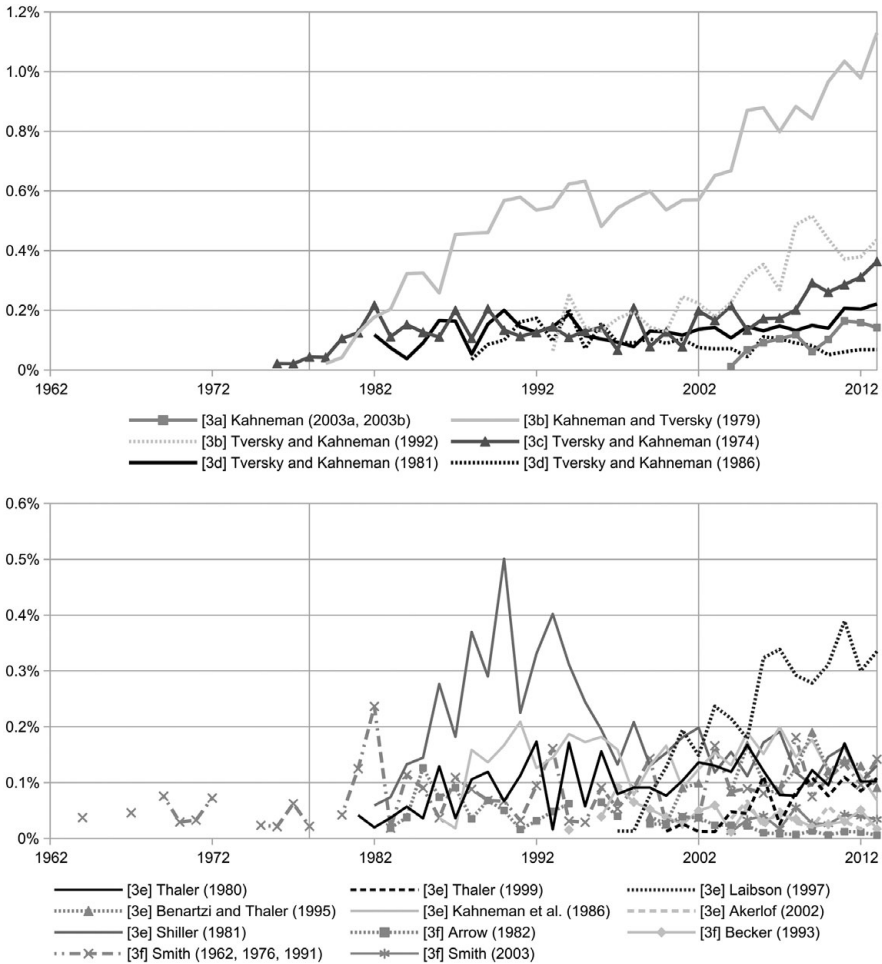 1.2%
1.0%
0.8%
0.6%
0.4%
0.2%
0%
1962 1972 1982 1992 2002 2012
[3a] Kahneman (2003a, 2003b) [3b] Kahneman and Tversky (1979)
[3b] Tversky and Kahneman (1992) [3c] Tversky and Kahneman (1974)
[3d] Tversky and Kahneman (1981) [3d] Tversky and Kahneman (1986)
0.6%
0.5%
0.4%
0.3%
0.2%
0.1%
0%
1962 1972 1982 1992 2002 2012
[3e] Thaler (1980) [3e] Thaler (1999) [3e] Laibson (1997)
[3e] Benartzi and Thaler (1995) [3e] Kahneman et al. (1986) [3e] Akerlof (2002)
[3e] Shiller (1981) [3f] Arrow (1982) [3f] Becker (1993)
[3f] Smith (1962, 1976, 1991) [3f] Smith (2003)